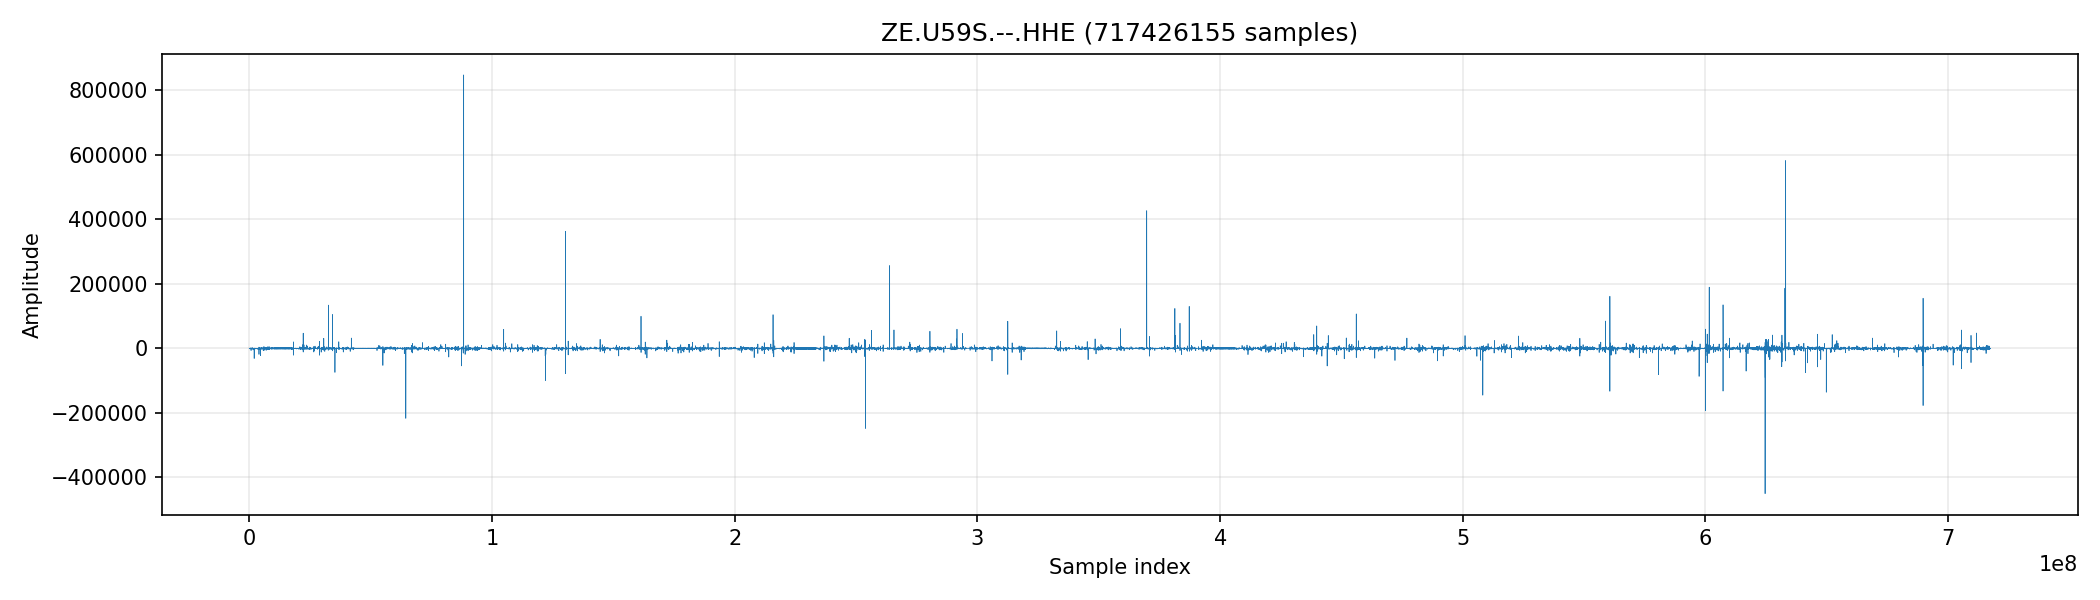 ZE.U59S.--.HHE (717426155 samples)
Amplitude
800000
600000
400000
200000
0
−200000
−400000
0 1 2 3 4 5 6 7
1e8
Sample index